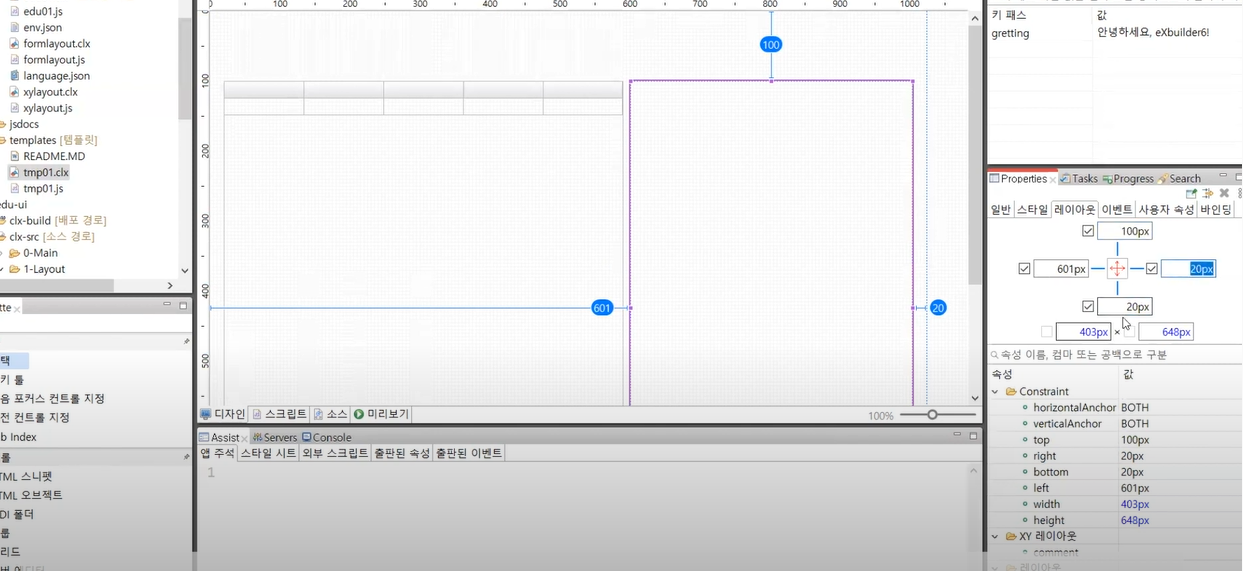 edu01.js
env.json
formlayout.clx
formlayout.js
language.json
xylayout.clx
xylayout.js
jsdocs
templates [템플릿]
README.MD
tmp01.clx
tmp01.js
edu-ui
clx-build [배포 경로]
clx-src [소스 경로]
0-Main
1-Layout
tte
택
키 툴
음 포커스 컨트롤 지정
전 컨트롤 지정
b Index
롤
TML 스니펫
TML 오브젝트
DI 폴더
룹
리드
0 100 200 300 400 500 600 700 800 900 1000
0
100
200
300
400
500
100
601
20
디자인 스크립트 소스 미리보기
100%
Assist Servers Console
앱 주석 스타일 시트 외부 스크립트 출판된 속성 출판된 이벤트
1
키 패스 값
gretting 안녕하세요, eXbuilder6!
Properties Tasks Progress Search
일반 스타일 레이아웃 이벤트 사용자 속성 바인딩
100px
601px 20px
20px
403px × 648px
속성 이름, 컴마 또는 공백으로 구분
속성 값
Constraint
horizontalAnchor BOTH
verticalAnchor BOTH
top 100px
right 20px
bottom 20px
left 601px
width 403px
height 648px
XY 레이아웃
comment
레이아웃